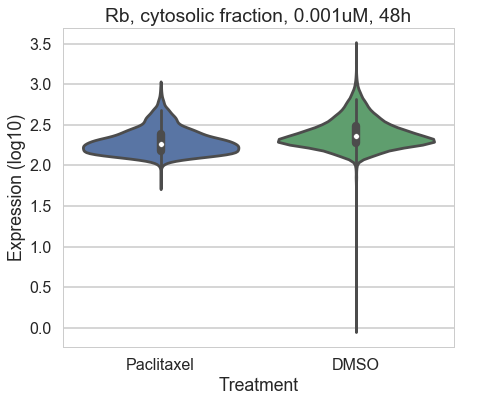 Rb, cytosolic fraction, 0.001uM, 48h
Expression (log10)
3.5
3.0
2.5
2.0
1.5
1.0
0.5
0.0
Paclitaxel DMSO
Treatment